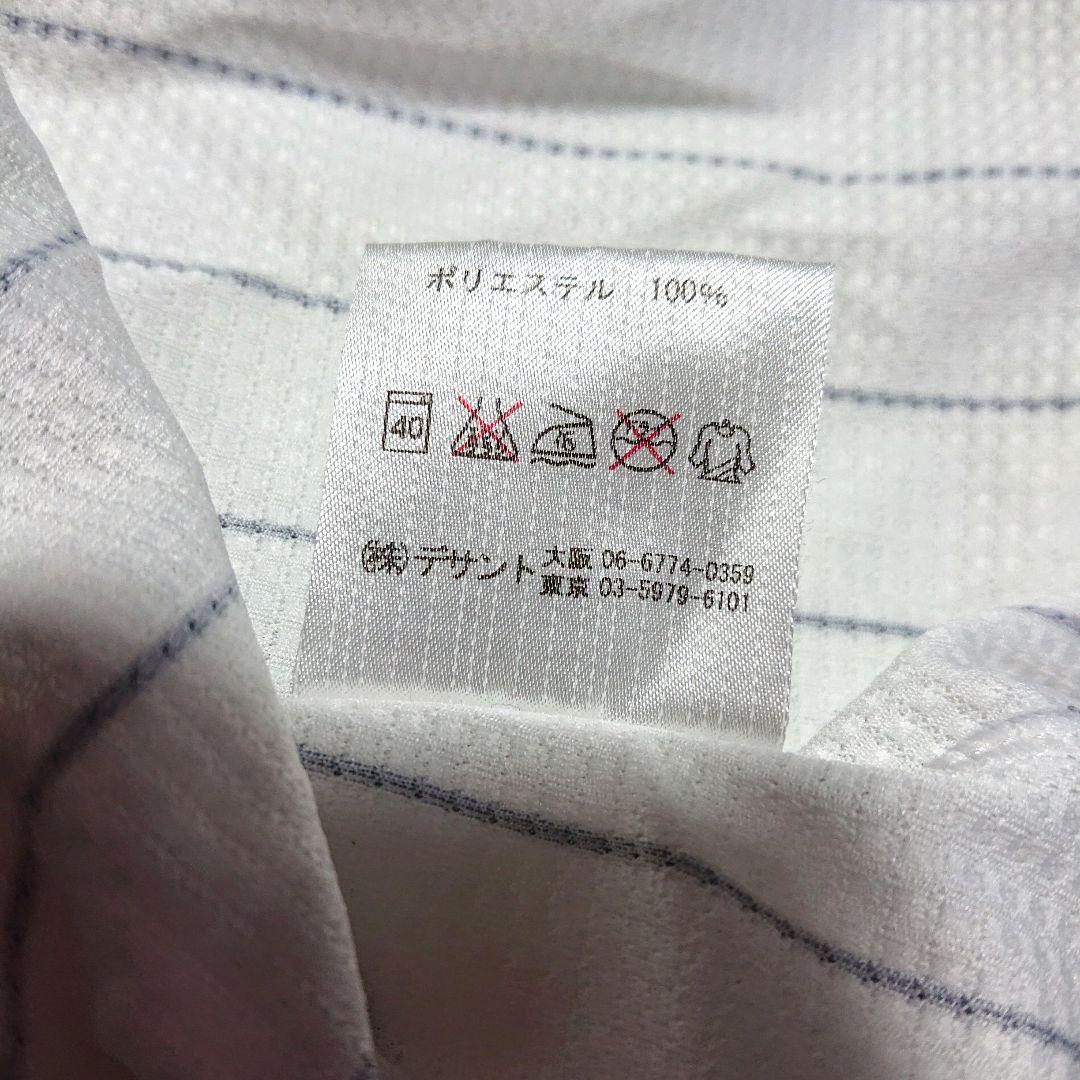 ポリエステル 100%
40
㈱デサント 大阪 06-6774-0359
東京 03-5979-6101